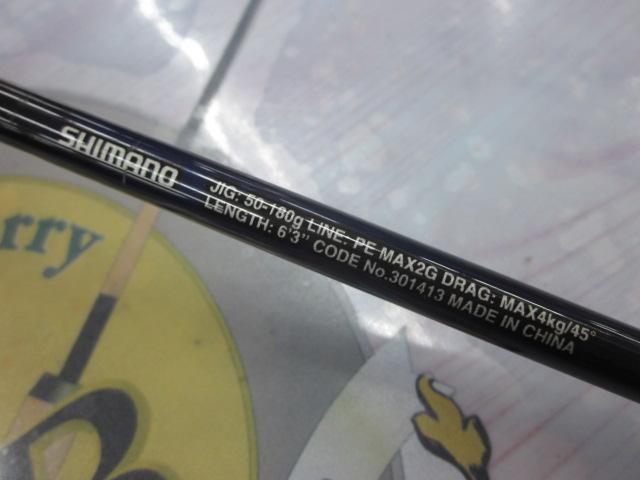 SHIMANO
JIG: 50-180g LINE: PE MAX2G DRAG: MAX4kg/45°
LENGTH: 6'3" CODE No.301413 MADE IN CHINA
rry